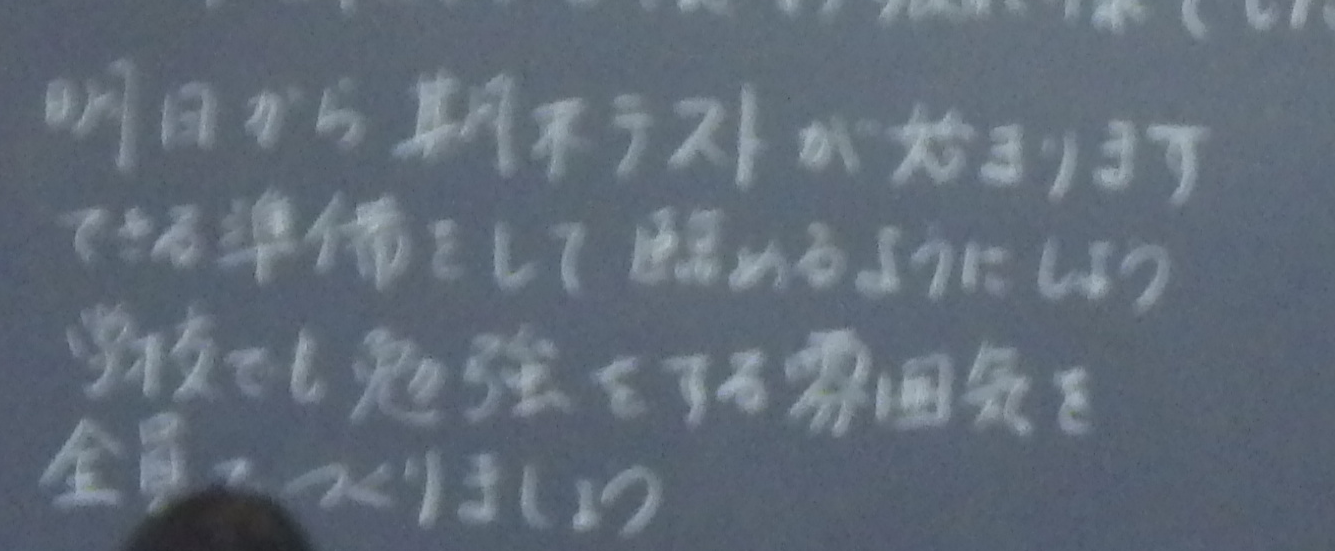 明日から期末テストが始まります
できる準備をして臨めるようにしよう
学校でも勉強をする雰囲気を
全員でつくりましょう